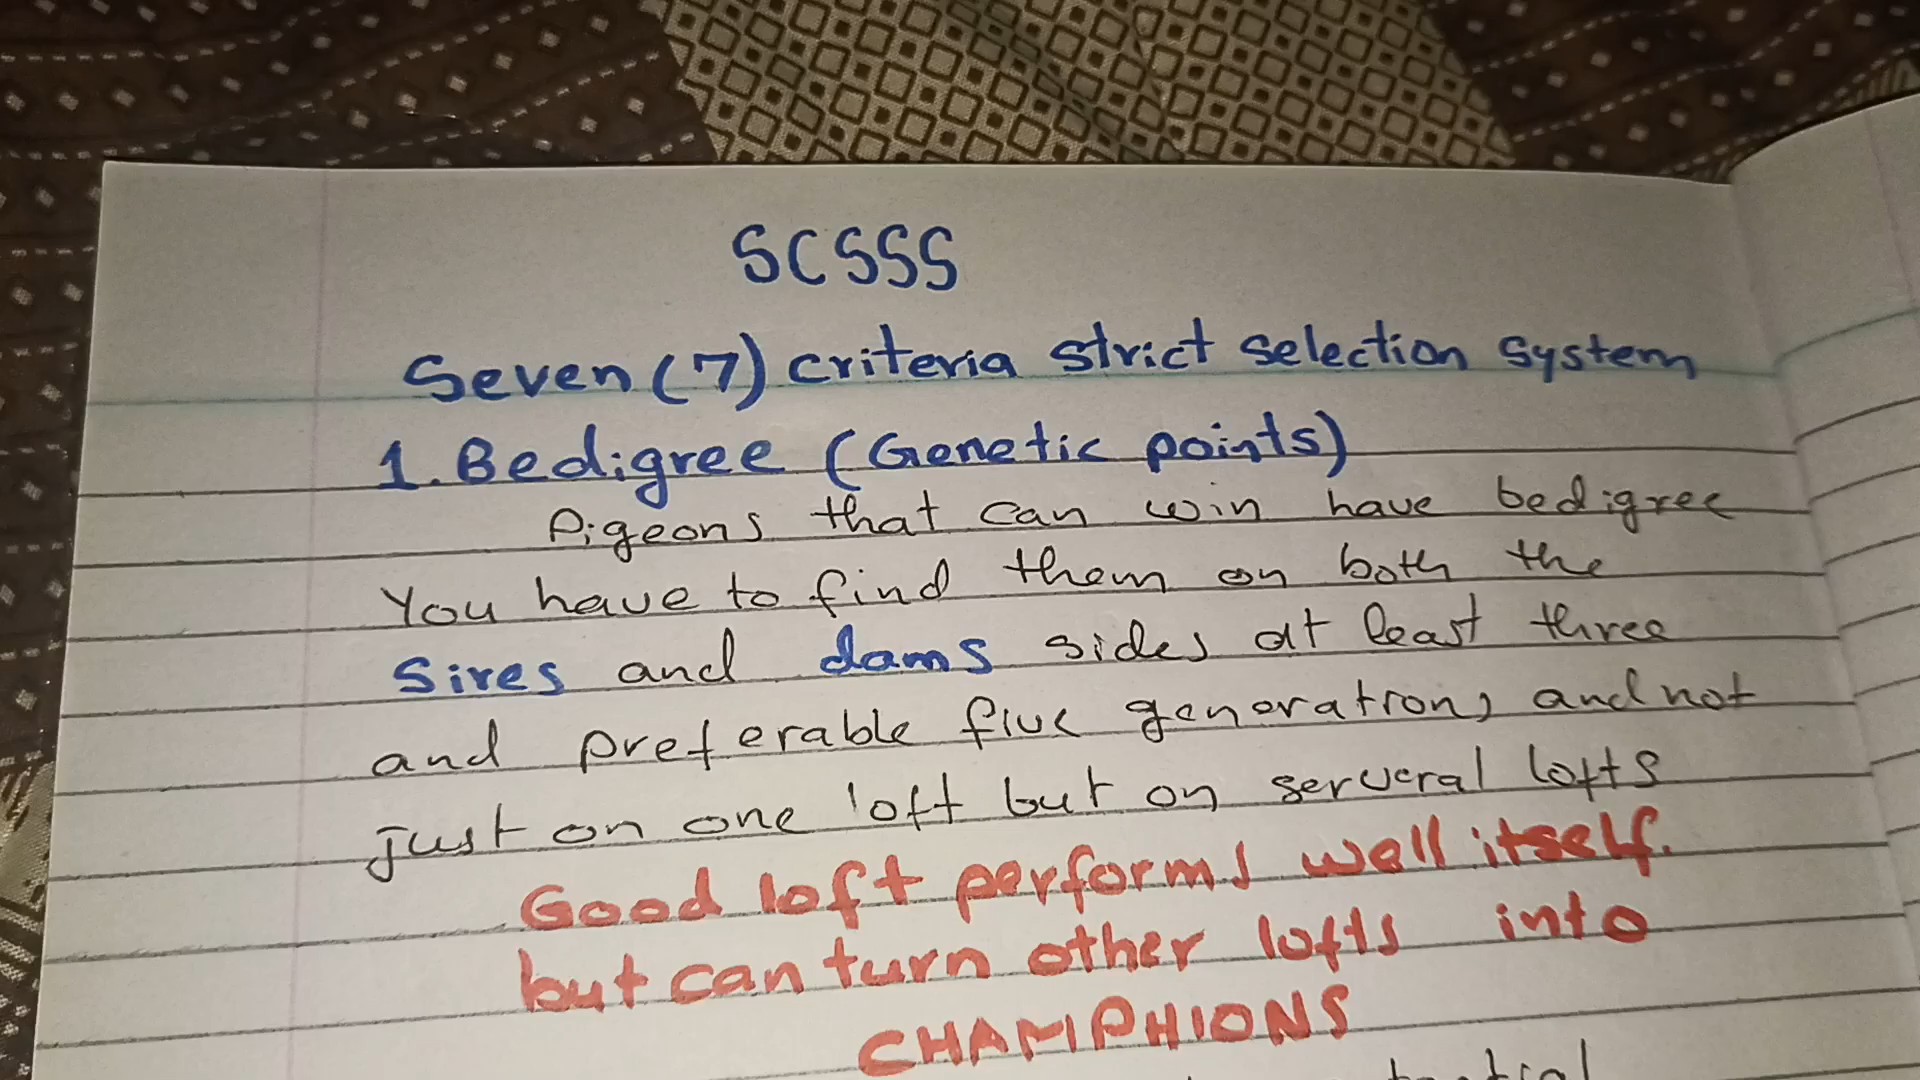 SCSSS
Seven (7) criteria strict selection system
1. Bedigree (Genetic points)
Pigeons that can win have bedigree
You have to find them on both the
Sires and dams sides at least three
and preferable five generations and not
just on one loft but on serveral lofts
Good loft performs well itself.
but can turn other lofts into
CHAMPHIONS